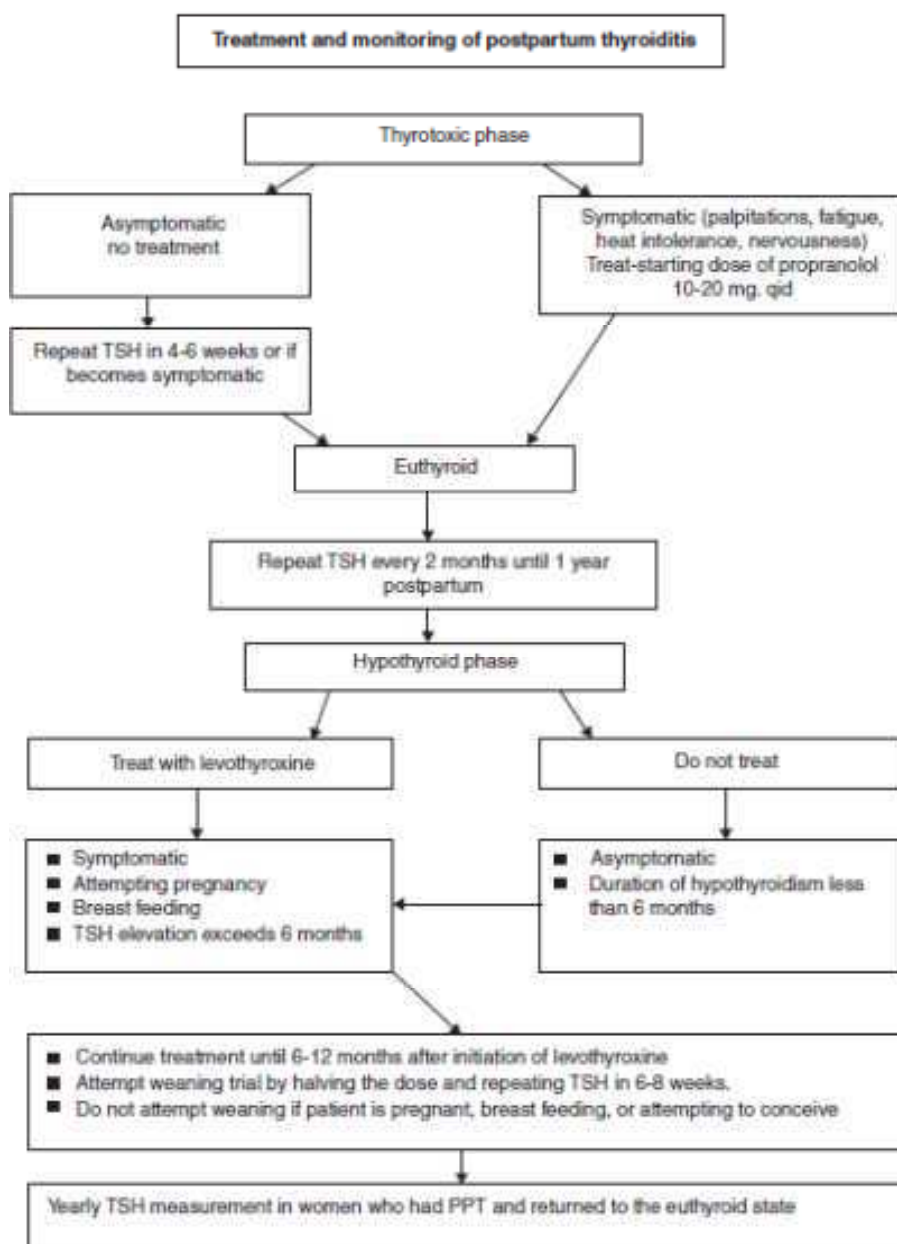 Treatment and monitoring of postpartum thyroiditis
Thyrotoxic phase
Asymptomatic
no treatment
Symptomatic (palpitations, fatigue,
heat intolerance, nervousness)
Treat-starting dose of propranolol
10-20 mg, qid
Repeat TSH in 4-6 weeks or if
becomes symptomatic
Euthyroid
Repeat TSH every 2 months until 1 year
postpartum
Hypothyroid phase
Treat with levothyroxine
Do not treat
■ Symptomatic
■ Attempting pregnancy
■ Breast feeding
■ TSH elevation exceeds 6 months
■ Asymptomatic
■ Duration of hypothyroidism less
than 6 months
■ Continue treatment until 6-12 months after initiation of levothyroxine
■ Attempt weaning trial by halving the dose and repeating TSH in 6-8 weeks.
■ Do not attempt weaning if patient is pregnant, breast feeding, or attempting to conceive
Yearly TSH measurement in women who had PPT and returned to the euthyroid state